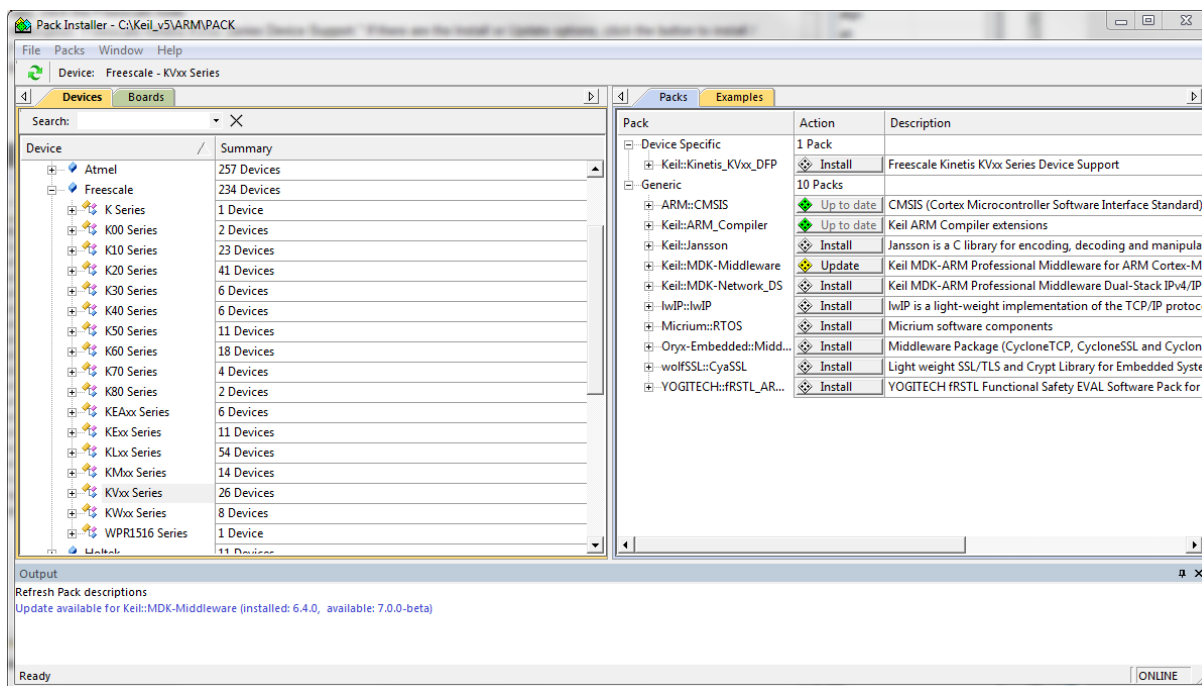 Pack Installer - C:\Keil_v5\ARM\PACK
File Packs Window Help
Device: Freescale - KVxx Series
Devices Boards
Search:
Device / Summary
Atmel 257 Devices
Freescale 234 Devices
K Series 1 Device
K00 Series 2 Devices
K10 Series 23 Devices
K20 Series 41 Devices
K30 Series 6 Devices
K40 Series 6 Devices
K50 Series 11 Devices
K60 Series 18 Devices
K70 Series 4 Devices
K80 Series 2 Devices
KEAxx Series 6 Devices
KExx Series 11 Devices
KLxx Series 54 Devices
KMxx Series 14 Devices
KVxx Series 26 Devices
KWxx Series 8 Devices
WPR1516 Series 1 Device
Holtek 11 Devices
Packs Examples
Pack Action Description
Device Specific 1 Pack
Keil::Kinetis_KVxx_DFP Install Freescale Kinetis KVxx Series Device Support
Generic 10 Packs
ARM::CMSIS Up to date CMSIS (Cortex Microcontroller Software Interface Standard)
Keil::ARM_Compiler Up to date Keil ARM Compiler extensions
Keil::Jansson Install Jansson is a C library for encoding, decoding and manipula
Keil::MDK-Middleware Update Keil MDK-ARM Professional Middleware for ARM Cortex-M
Keil::MDK-Network_DS Install Keil MDK-ARM Professional Middleware Dual-Stack IPv4/IP
lwIP::lwIP Install lwIP is a light-weight implementation of the TCP/IP protoc
Micrium::RTOS Install Micrium software components
Oryx-Embedded::Midd... Install Middleware Package (CycloneTCP, CycloneSSL and Cyclon
wolfSSL::CyaSSL Install Light weight SSL/TLS and Crypt Library for Embedded Syste
YOGITECH::fRSTL_AR... Install YOGITECH fRSTL Functional Safety EVAL Software Pack for
Output
Refresh Pack descriptions
Update available for Keil::MDK-Middleware (installed: 6.4.0, available: 7.0.0-beta)
Ready ONLINE